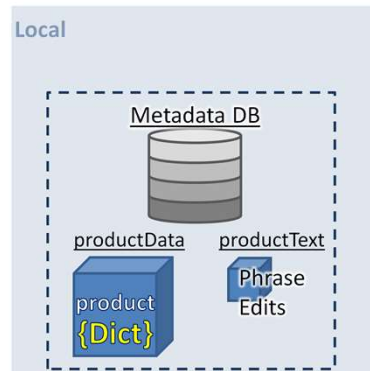 Local
Metadata DB
productData productText
product
{Dict}
Phrase
Edits